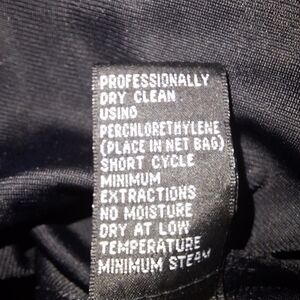 PROFESSIONALLY
DRY CLEAN
USING
PERCHLORETHYLENE
(PLACE IN NET BAG)
SHORT CYCLE
MINIMUM
EXTRACTIONS
NO MOISTURE
DRY AT LOW
TEMPERATURE
MINIMUM STEAM